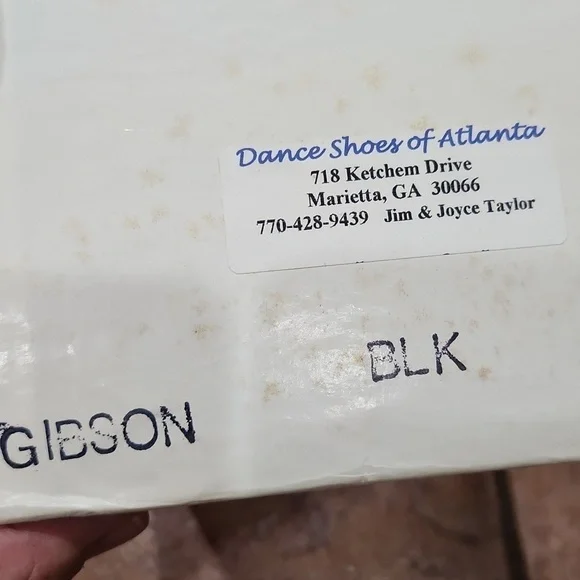 Dance Shoes of Atlanta
718 Ketchem Drive
Marietta, GA 30066
770-428-9439 Jim & Joyce Taylor
BLK
GIBSON